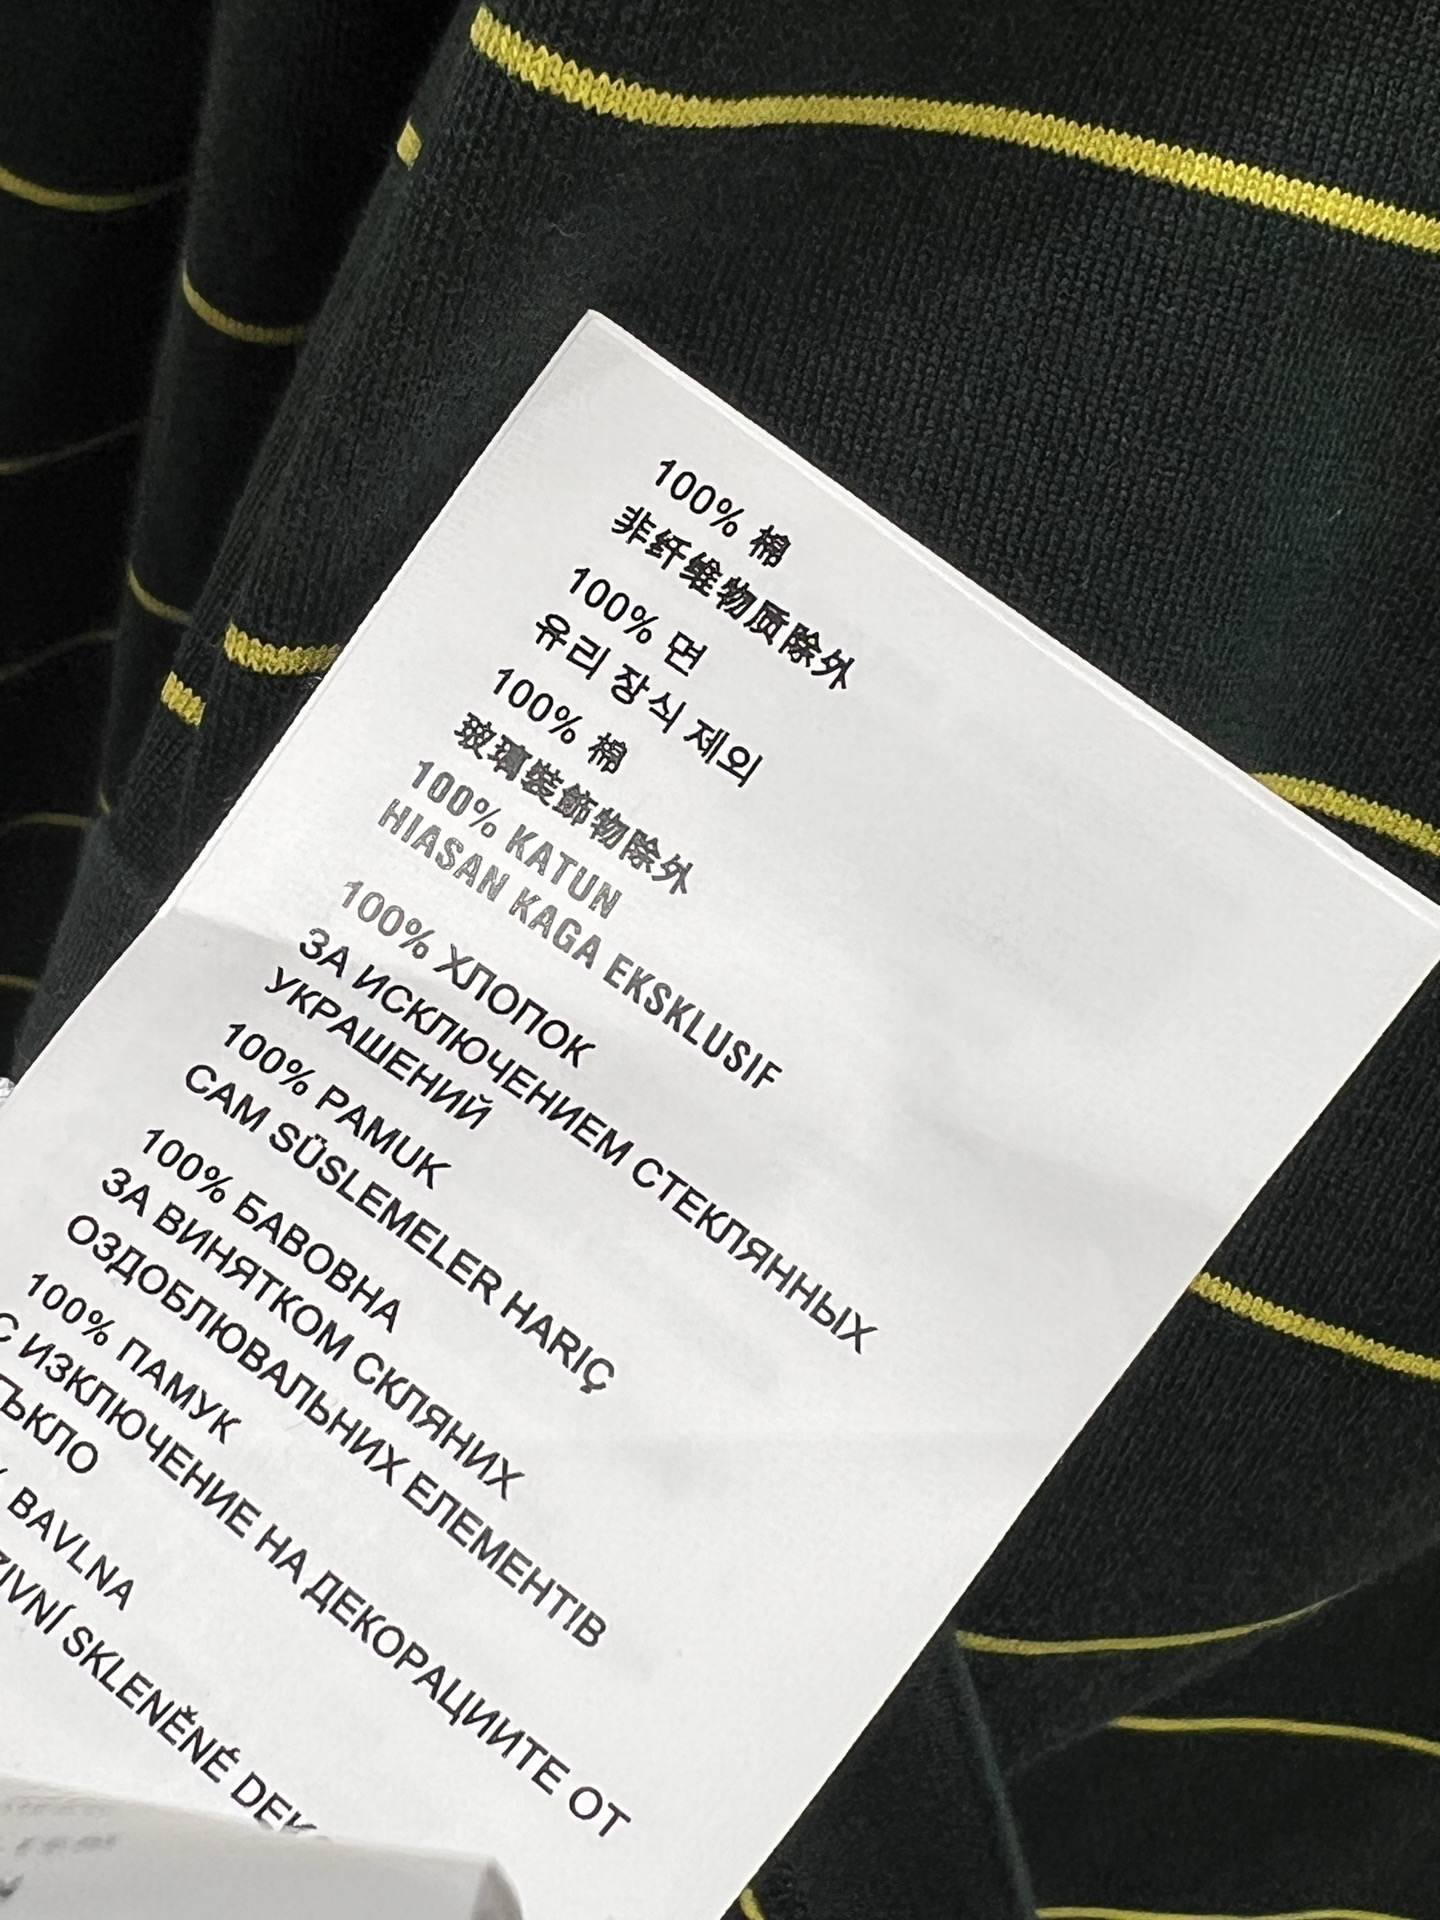 100% 棉
非纤维物质除外
100% 면
유리 장식 제외
100% 棉
玻璃裝飾物除外
100% KATUN
HIASAN KAGA EKSKLUSIF
100% ХЛОПОК
ЗА ИСКЛЮЧЕНИЕМ СТЕКЛЯННЫХ
УКРАШЕНИЙ
100% PAMUK
CAM SÜSLEMELER HARIÇ
100% БАВОВНА
ЗА ВИНЯТКОМ СКЛЯНИХ
ОЗДОБЛЮВАЛЬНИХ ЕЛЕМЕНТІВ
100% ПАМУК
С ИЗКЛЮЧЕНИЕ НА ДЕКОРАЦИИТЕ ОТ
ЪКЛО
BAVLNA
SKLENĚNÉ